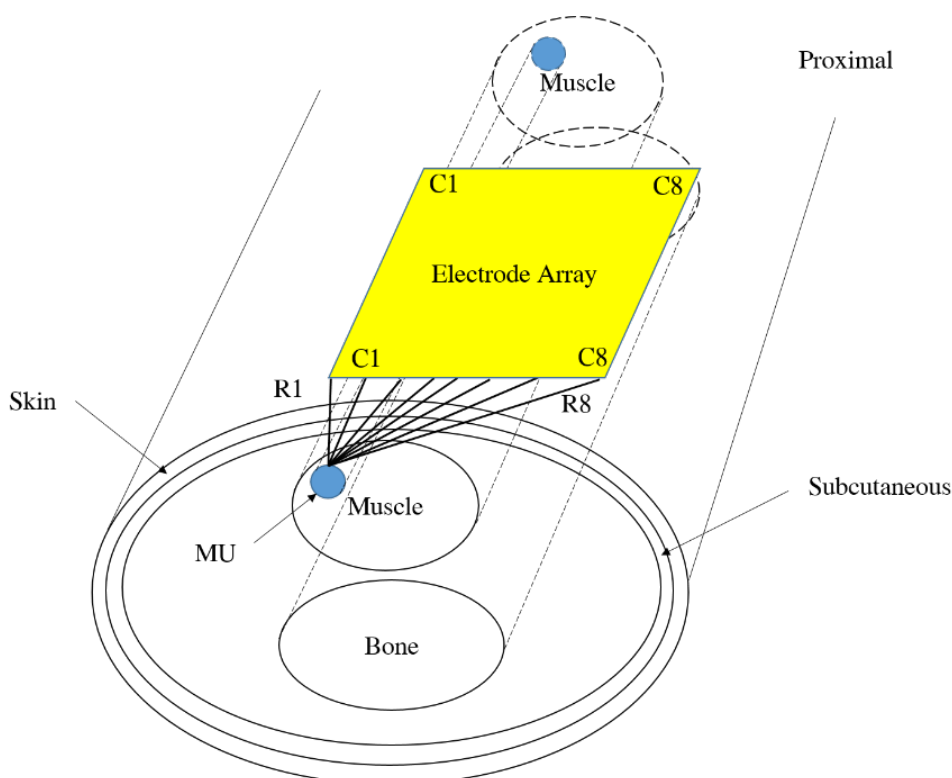 Proximal
Muscle
C1
C8
Electrode Array
C1
C8
R1
R8
Skin
Subcutaneous
Muscle
MU
Bone